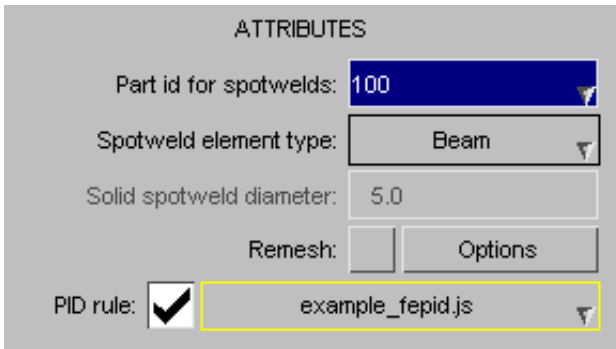 ATTRIBUTES
Part id for spotwelds: 100
Spotweld element type: Beam
Solid spotweld diameter: 5.0
Remesh: Options
PID rule: example_fepid.js